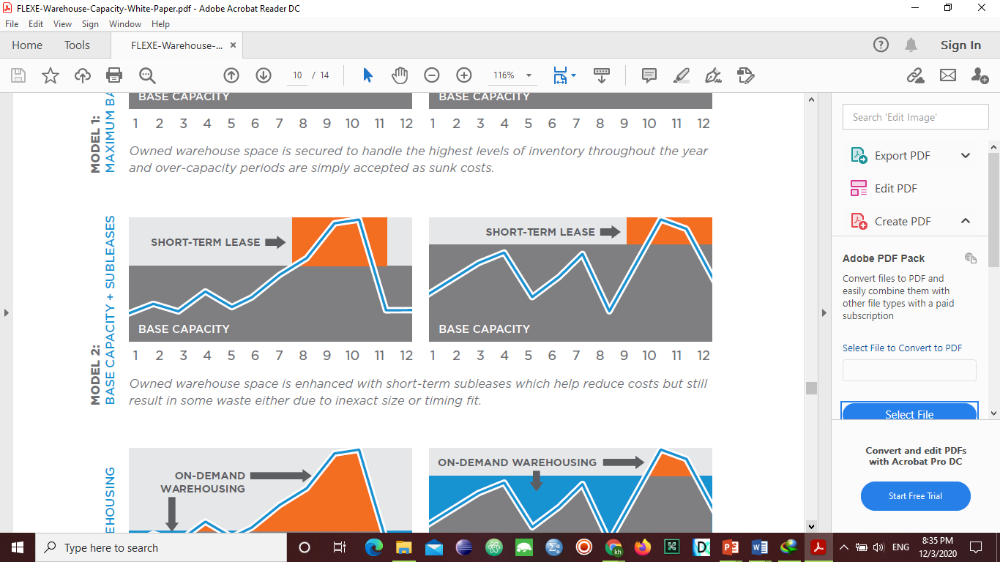 FLEXE-Warehouse-Capacity-White-Paper.pdf - Adobe Acrobat Reader DC
File Edit View Sign Window Help
Home Tools FLEXE-Warehouse-... × Sign In
10 / 14 116%
MODEL 1:
MAXIMUM BA
BASE CAPACITY
1 2 3 4 5 6 7 8 9 10 11 12
BASE CAPACITY
1 2 3 4 5 6 7 8 9 10 11 12
Owned warehouse space is secured to handle the highest levels of inventory throughout the year
and over-capacity periods are simply accepted as sunk costs.
MODEL 2:
BASE CAPACITY + SUBLEASES
SHORT-TERM LEASE
BASE CAPACITY
1 2 3 4 5 6 7 8 9 10 11 12
SHORT-TERM LEASE
BASE CAPACITY
1 2 3 4 5 6 7 8 9 10 11 12
Owned warehouse space is enhanced with short-term subleases which help reduce costs but still
result in some waste either due to inexact size or timing fit.
EHOUSING
ON-DEMAND
WAREHOUSING
ON-DEMAND WAREHOUSING
Search 'Edit Image'
Export PDF
Edit PDF
Create PDF
Adobe PDF Pack
Convert files to PDF and
easily combine them with
other file types with a paid
subscription
Select File to Convert to PDF
Select File
Convert and edit PDFs
with Acrobat Pro DC
Start Free Trial
Type here to search
kh
ENG
8:35 PM
12/3/2020